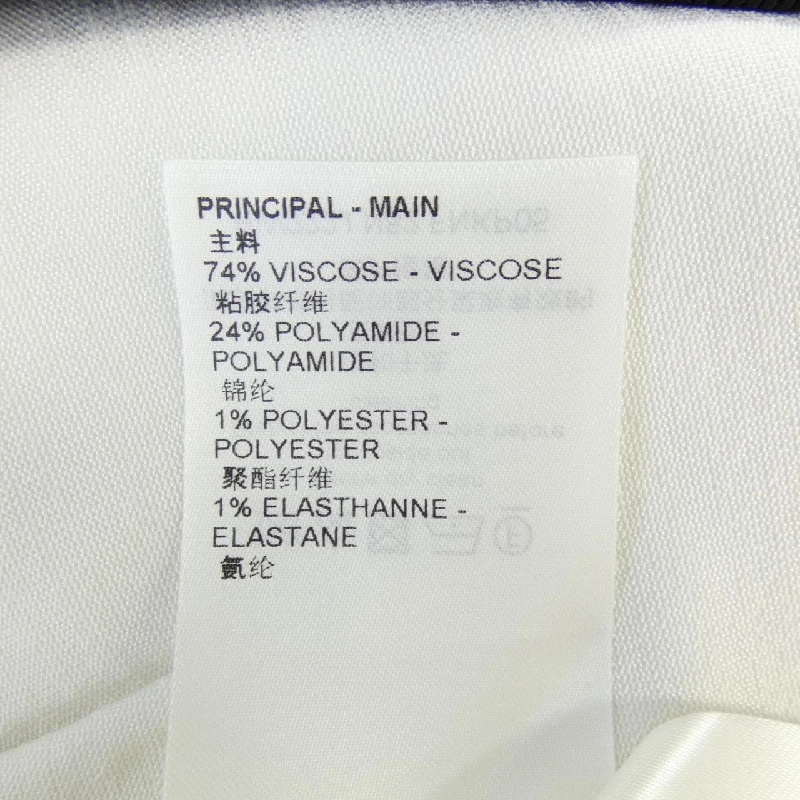 PRINCIPAL - MAIN
主料
74% VISCOSE - VISCOSE
粘胶纤维
24% POLYAMIDE -
POLYAMIDE
锦纶
1% POLYESTER -
POLYESTER
聚酯纤维
1% ELASTHANNE -
ELASTANE
氨纶